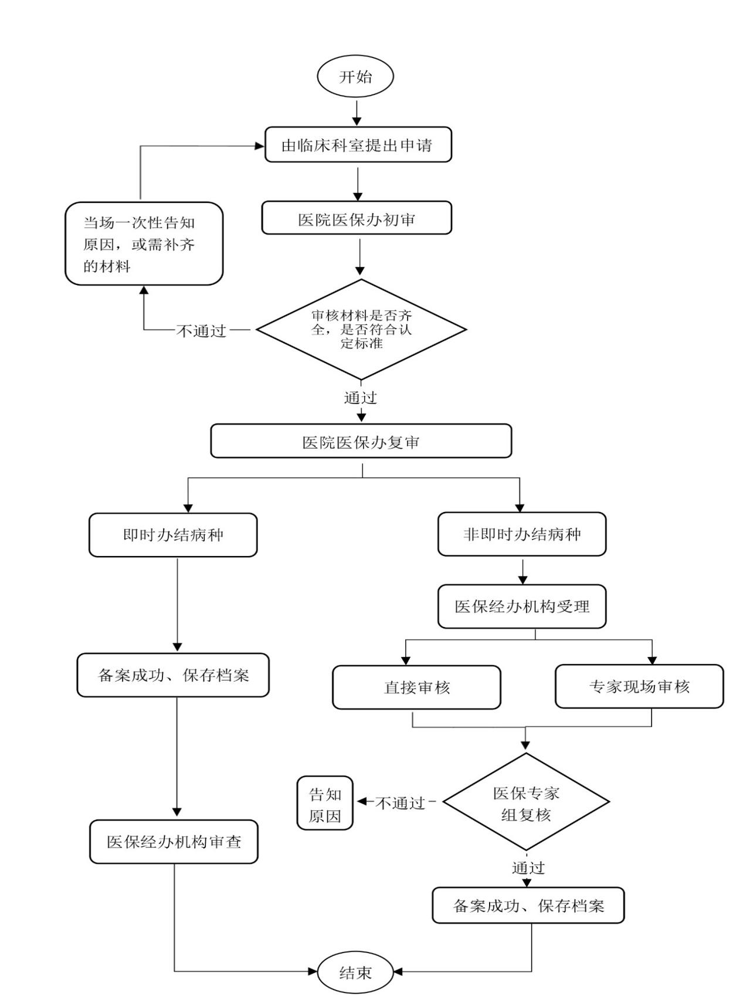 开始
由临床科室提出申请
医院医保办初审
当场一次性告知
原因，或需补齐
的材料
审核材料是否齐
全，是否符合认
定标准
不通过
通过
医院医保办复审
即时办结病种
非即时办结病种
医保经办机构受理
备案成功、保存档案
直接审核
专家现场审核
医保专家
组复核
不通过
告知
原因
医保经办机构审查
通过
备案成功、保存档案
结束